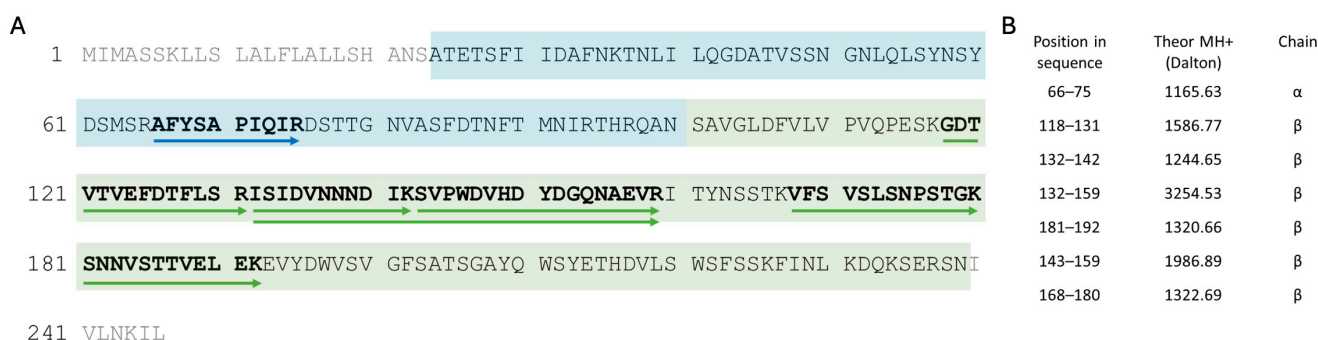 A
1 MIMASSKLLS LALFLALLSH ANSATETSFI IDAFNKTNLI LQGDATVSSN GNLQLSYNSY
61 DSMSRAFYSA PIQIRDSTTG NVASFDTNFT MNIRTHRQAN SAVGLDFVLV PVQPESKGDT
121 VTVEFDTFLS RISIDVNNND IKSVPWDVHD YDGQNAEVRI TYNSSTKVFS VSLSNPSTGK
181 SNNVSTTVEL EKEVYDWVSV GFSATSGAYQ WSYETHDVLS WSFSSKFINL KDQKSERSNI
241 VLNKIL
B
Position in sequence Theor MH+ (Dalton) Chain
66–75 1165.63 α
118–131 1586.77 β
132–142 1244.65 β
132–159 3254.53 β
181–192 1320.66 β
143–159 1986.89 β
168–180 1322.69 β